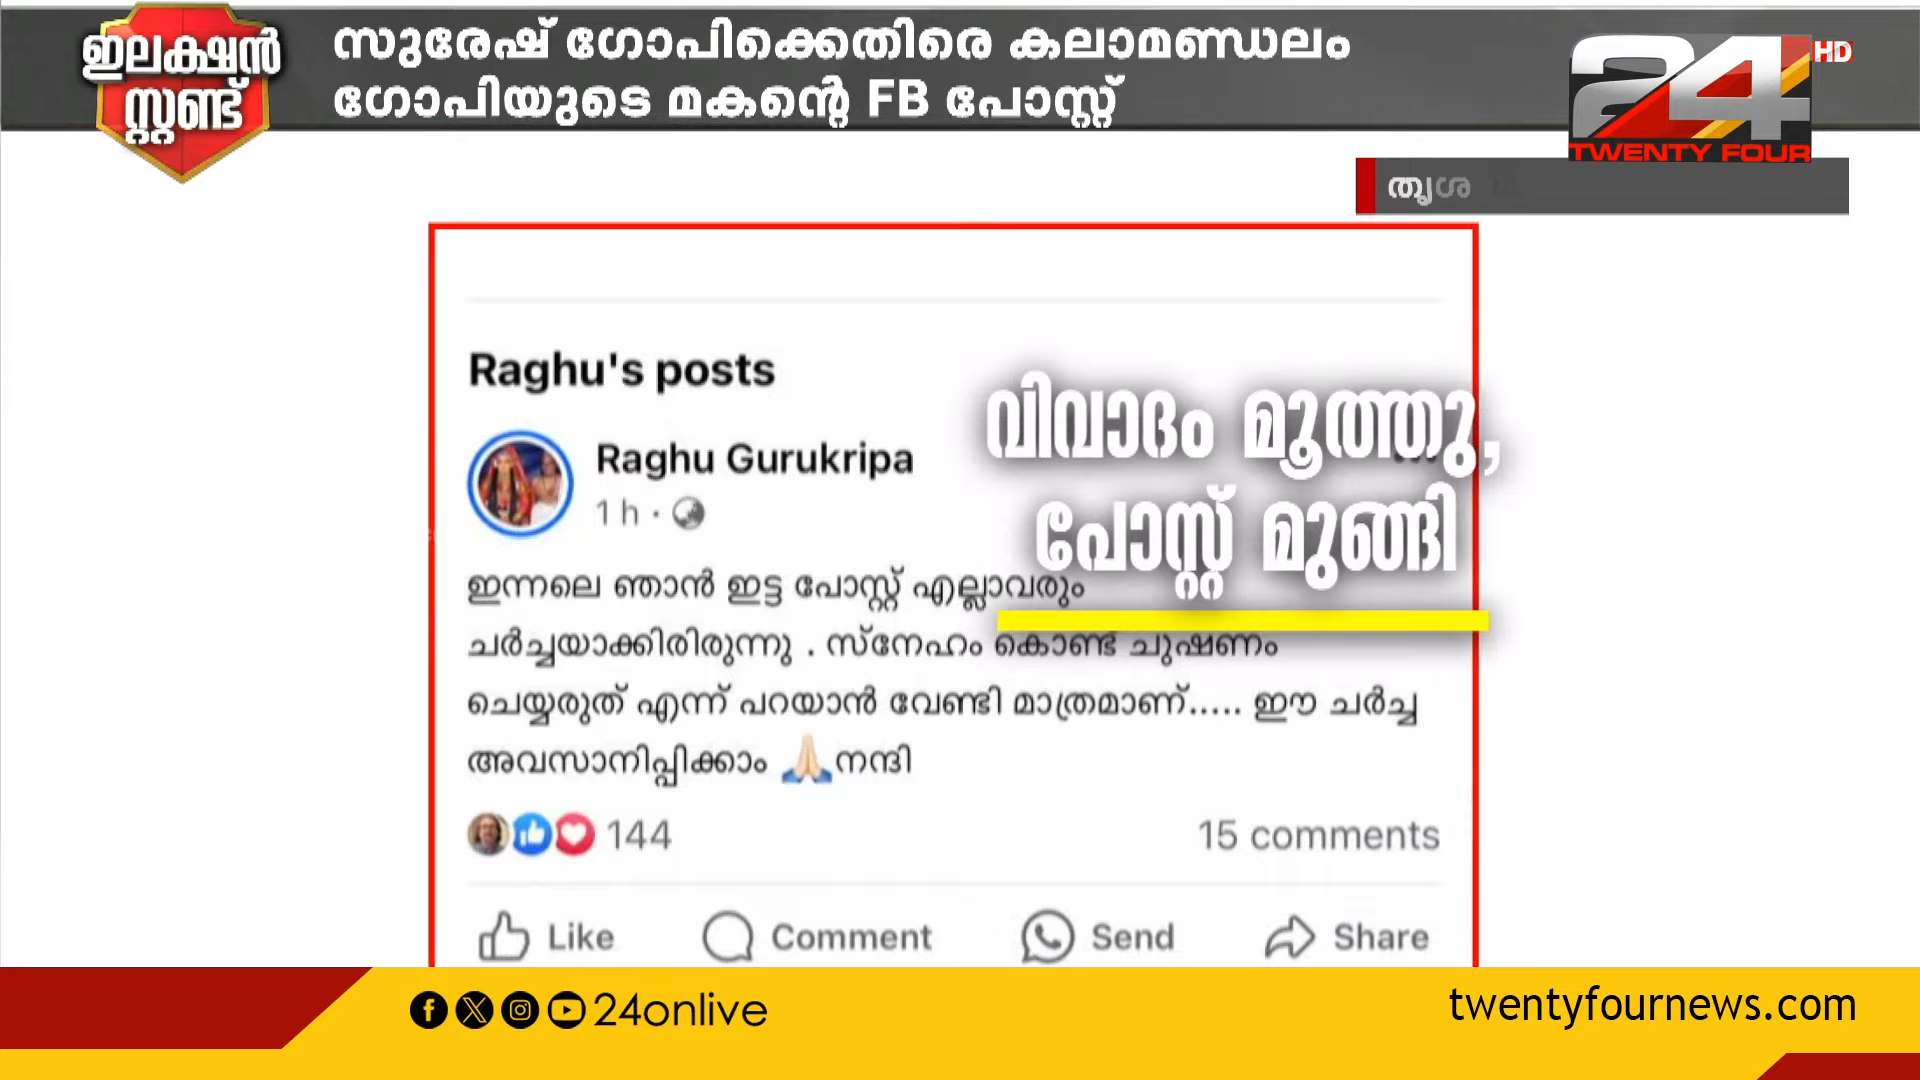 ഇലക്ഷൻ
സ്റ്റണ്ട്
സുരേഷ് ഗോപിക്കെതിരെ കലാമണ്ഡലം
ഗോപിയുടെ മകന്റെ FB പോസ്റ്റ്
24 HD
TWENTY FOUR
തൃശ
Raghu's posts
Raghu Gurukripa
1 h ·
വിവാദം മൂത്തു,
പോസ്റ്റ് മുങ്ങി
ഇന്നലെ ഞാൻ ഇട്ട പോസ്റ്റ് എല്ലാവരും
ചർച്ചയാക്കിരിരുന്നു . സ്നേഹം കൊണ്ട് ചുഷണം
ചെയ്യരുത് എന്ന് പറയാൻ വേണ്ടി മാത്രമാണ്..... ഈ ചർച്ച
അവസാനിപ്പിക്കാം 🙏🏻നന്ദി
144
15 comments
Like Comment Send Share
24onlive
twentyfournews.com